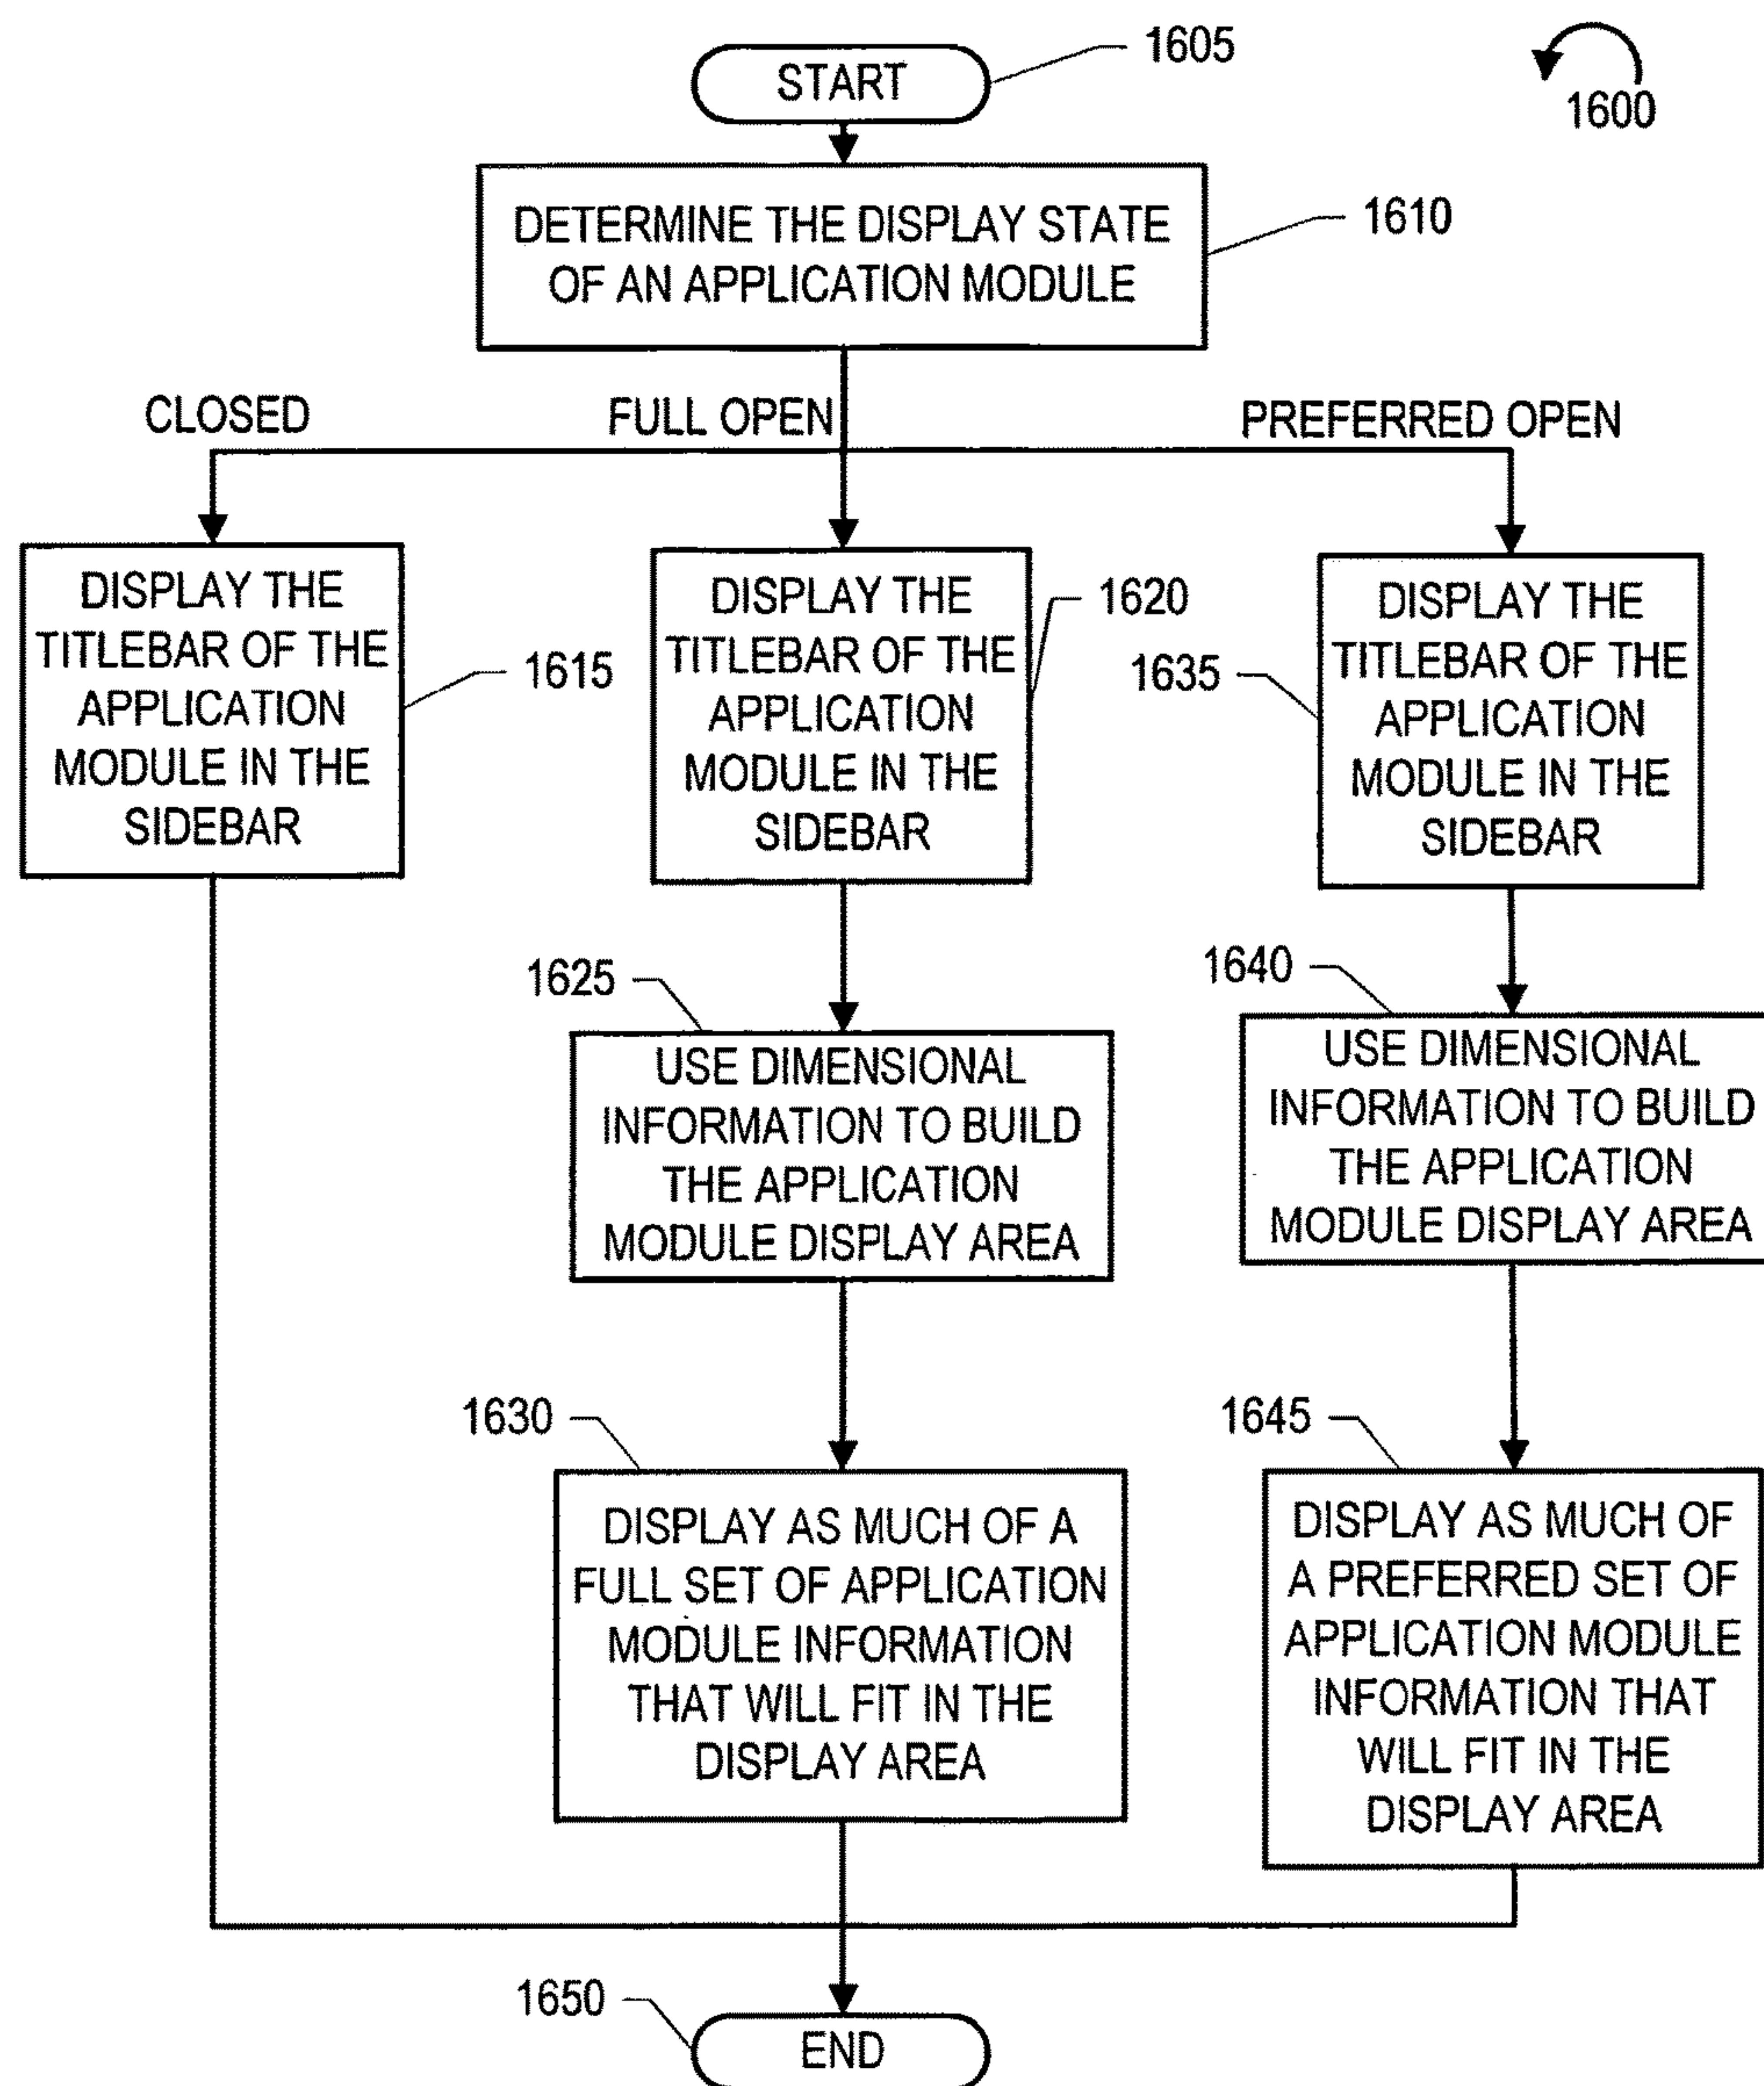 START
1605
1600
DETERMINE THE DISPLAY STATE
OF AN APPLICATION MODULE
1610
CLOSED
FULL OPEN
PREFERRED OPEN
DISPLAY THE
TITLEBAR OF THE
APPLICATION
MODULE IN THE
SIDEBAR
1615
DISPLAY THE
TITLEBAR OF THE
APPLICATION
MODULE IN THE
SIDEBAR
1620
1635
DISPLAY THE
TITLEBAR OF THE
APPLICATION
MODULE IN THE
SIDEBAR
1625
USE DIMENSIONAL
INFORMATION TO BUILD
THE APPLICATION
MODULE DISPLAY AREA
1640
USE DIMENSIONAL
INFORMATION TO BUILD
THE APPLICATION
MODULE DISPLAY AREA
1630
DISPLAY AS MUCH OF A
FULL SET OF APPLICATION
MODULE INFORMATION
THAT WILL FIT IN THE
DISPLAY AREA
1645
DISPLAY AS MUCH OF
A PREFERRED SET OF
APPLICATION MODULE
INFORMATION THAT
WILL FIT IN THE
DISPLAY AREA
1650
END